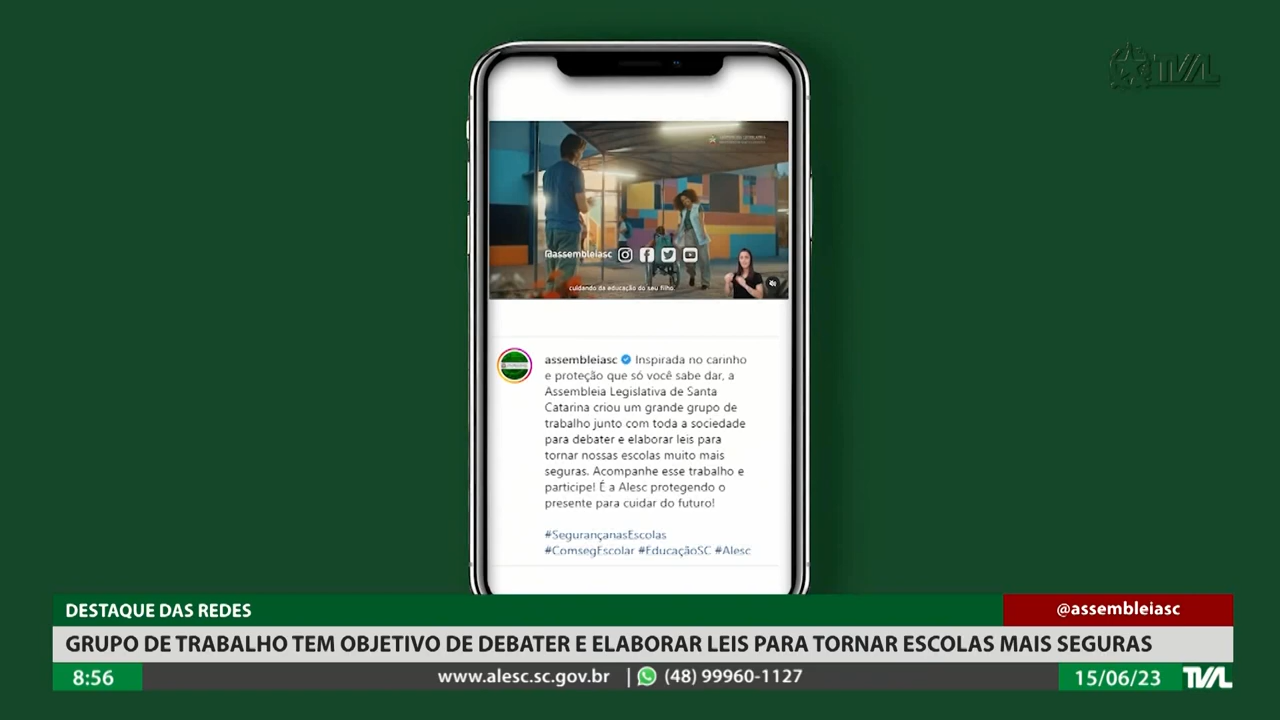 TVAL
@assembleiasc
cuidando da educação do seu filho.
assembleiasc Inspirada no carinho
e proteção que só você sabe dar, a
Assembleia Legislativa de Santa
Catarina criou um grande grupo de
trabalho junto com toda a sociedade
para debater e elaborar leis para
tornar nossas escolas muito mais
seguras. Acompanhe esse trabalho e
participe! É a Alesc protegendo o
presente para cuidar do futuro!
#SegurançanasEscolas
#ComsegEscolar #EducaçãoSC #Alesc
DESTAQUE DAS REDES
@assembleiasc
GRUPO DE TRABALHO TEM OBJETIVO DE DEBATER E ELABORAR LEIS PARA TORNAR ESCOLAS MAIS SEGURAS
8:56
www.alesc.sc.gov.br | (48) 99960-1127
15/06/23
TVAL